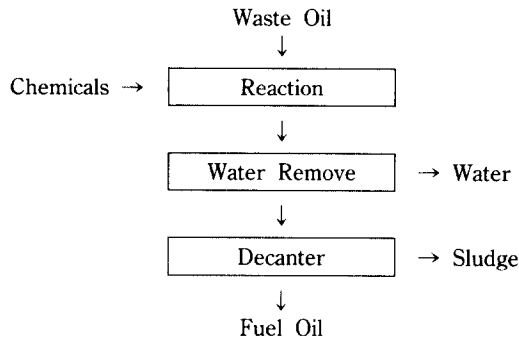 Waste Oil
↓
Chemicals → Reaction
↓
Water Remove → Water
↓
Decanter → Sludge
↓
Fuel Oil